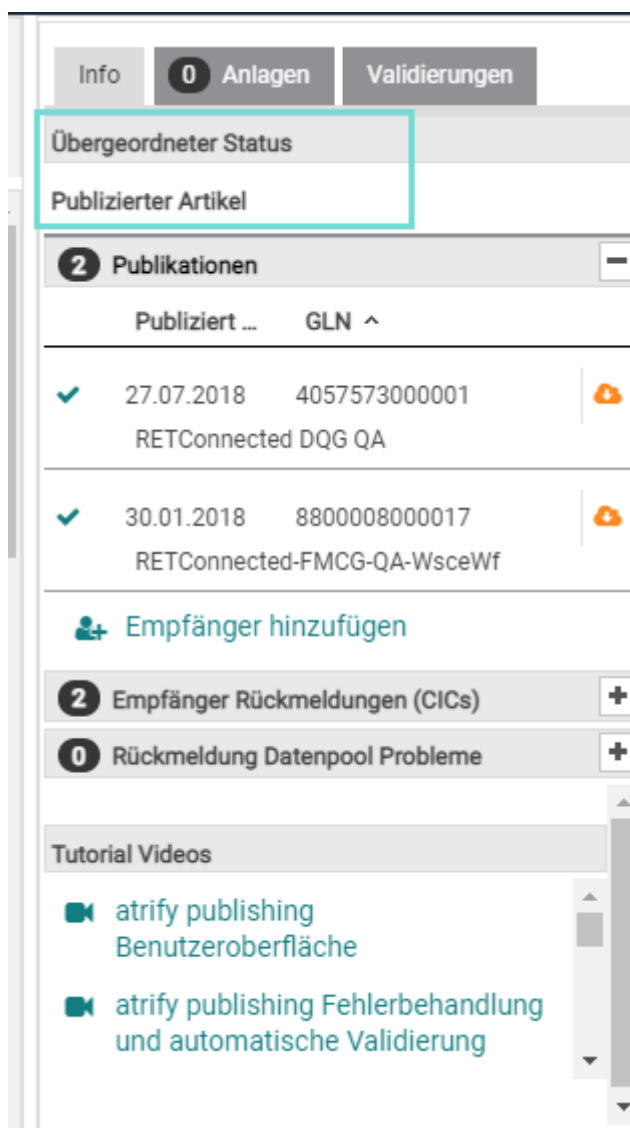 Info 0 Anlagen Validierungen
Übergeordneter Status
Publizierter Artikel
2 Publikationen
Publiziert ... GLN
27.07.2018 4057573000001
RETConnected DQG QA
30.01.2018 8800008000017
RETConnected-FMCG-QA-WsceWf
Empfänger hinzufügen
2 Empfänger Rückmeldungen (CICs)
0 Rückmeldung Datenpool Probleme
Tutorial Videos
atrify publishing
Benutzeroberfläche
atrify publishing Fehlerbehandlung
und automatische Validierung